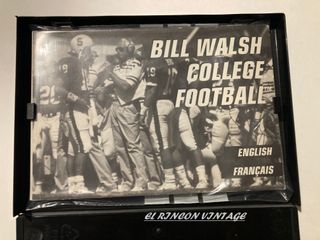 BILL WALSH
COLLEGE
FOOTBALL
ENGLISH
FRANÇAIS
EL RINCON VINTAGE